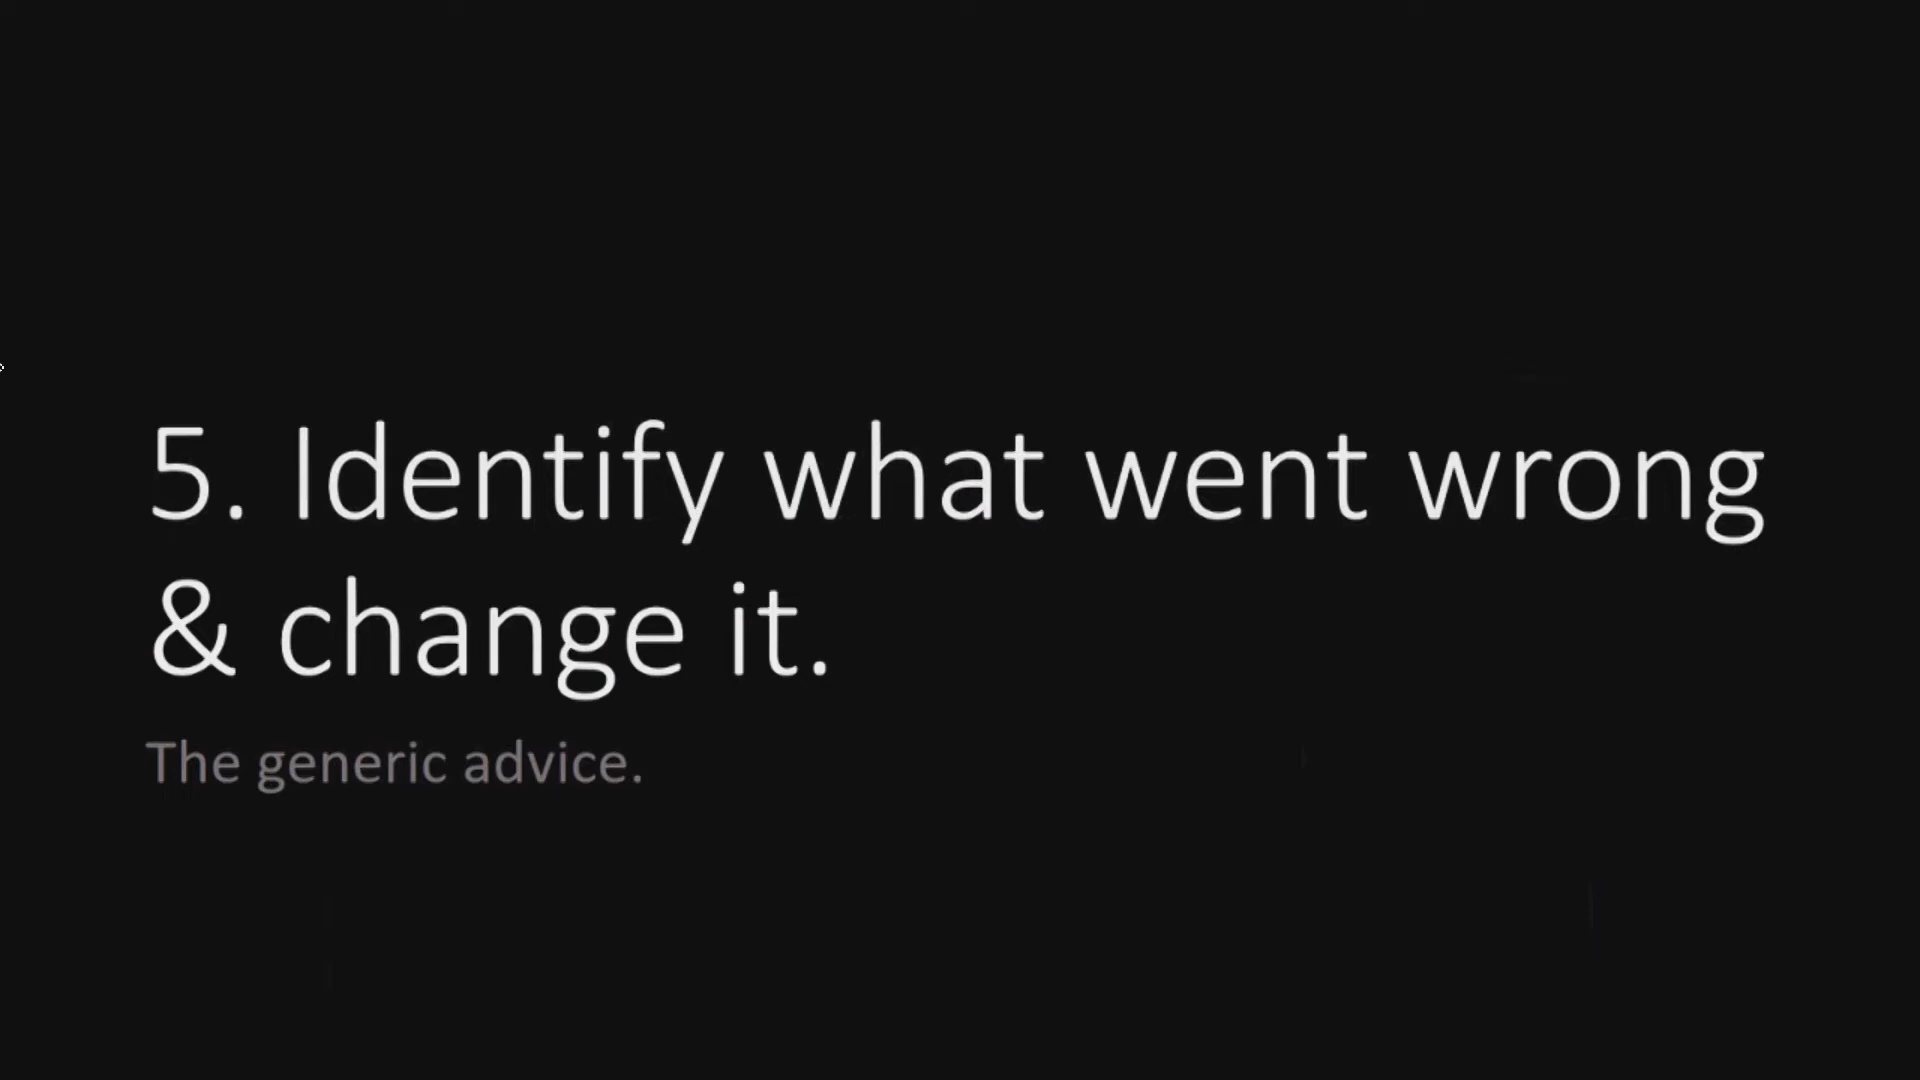 5. Identify what went wrong
& change it.
The generic advice.